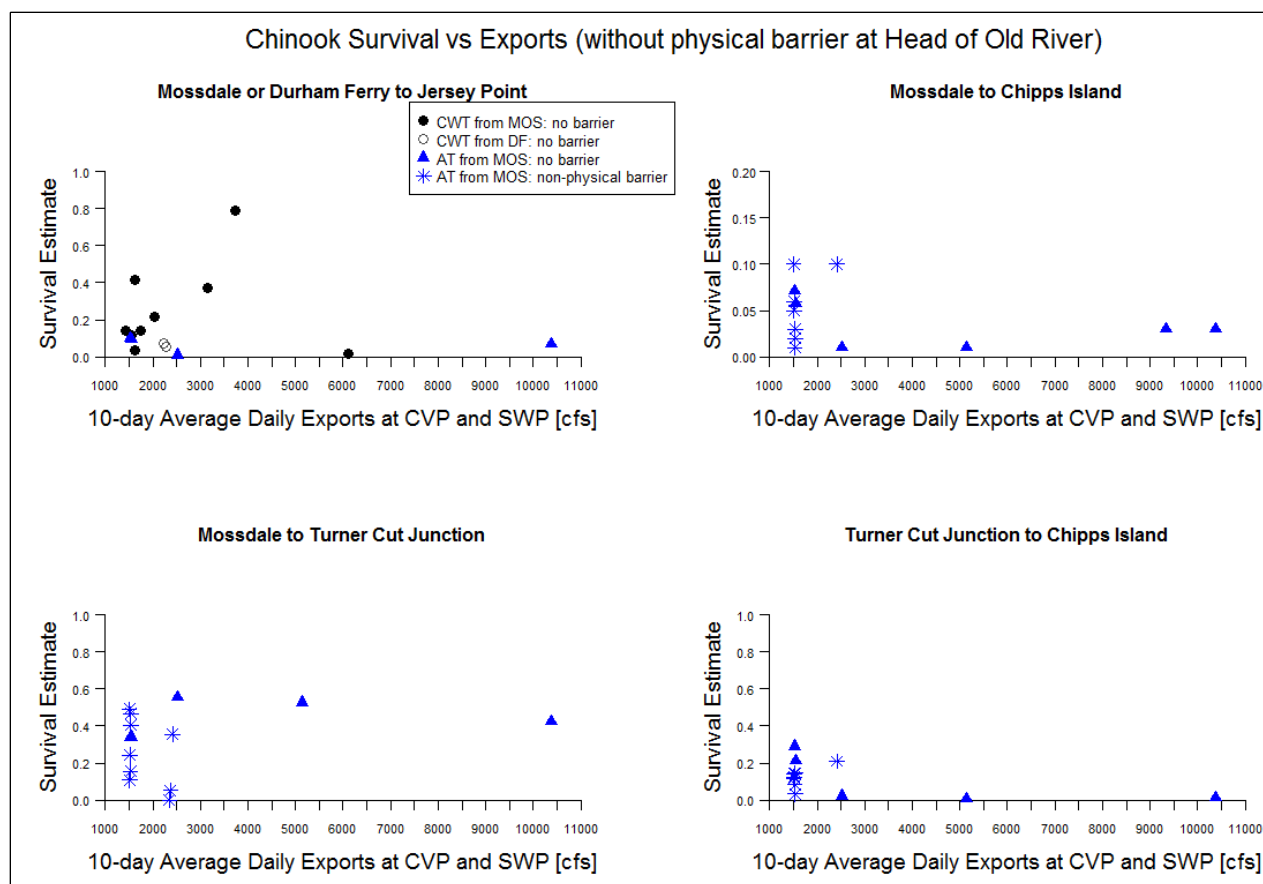 Chinook Survival vs Exports (without physical barrier at Head of Old River)
Mossdale or Durham Ferry to Jersey Point
CWT from MOS: no barrier
CWT from DF: no barrier
AT from MOS: no barrier
AT from MOS: non-physical barrier
Survival Estimate
1.0
0.8
0.6
0.4
0.2
0.0
1000 2000 3000 4000 5000 6000 7000 8000 9000 10000 11000
10-day Average Daily Exports at CVP and SWP [cfs]
Mossdale to Chipps Island
Survival Estimate
0.20
0.15
0.10
0.05
0.00
1000 2000 3000 4000 5000 6000 7000 8000 9000 10000 11000
10-day Average Daily Exports at CVP and SWP [cfs]
Mossdale to Turner Cut Junction
Survival Estimate
1.0
0.8
0.6
0.4
0.2
0.0
1000 2000 3000 4000 5000 6000 7000 8000 9000 10000 11000
10-day Average Daily Exports at CVP and SWP [cfs]
Turner Cut Junction to Chipps Island
Survival Estimate
1.0
0.8
0.6
0.4
0.2
0.0
1000 2000 3000 4000 5000 6000 7000 8000 9000 10000 11000
10-day Average Daily Exports at CVP and SWP [cfs]